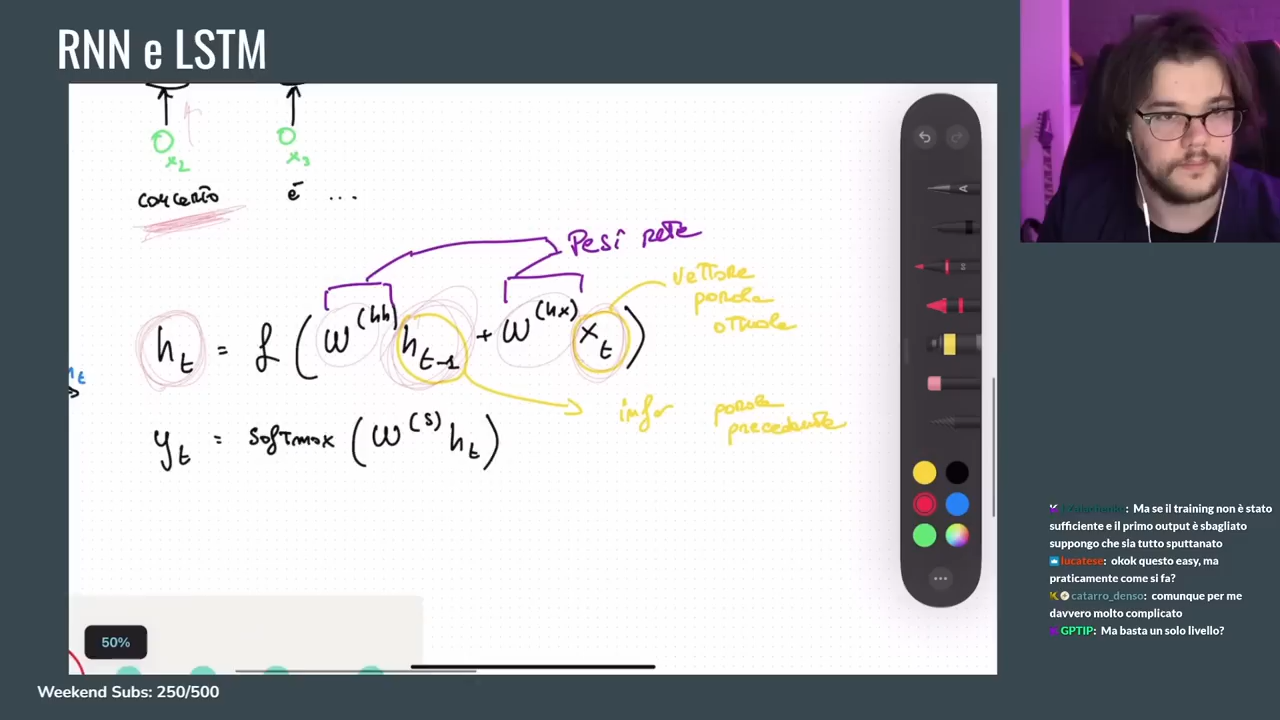 RNN e LSTM
x2
x3
concerto
è ...
Pesi rete
vettore
parola
attuale
ht = f ( W(hh) ht-1 + W(hx) xt )
info parola
precedente
yt = softmax ( W(S) ht )
50%
Weekend Subs: 250/500
: Ma se il training non è stato
sufficiente e il primo output è sbagliato
suppongo che sia tutto sputtanato
lucatese: okok questo easy, ma
praticamente come si fa?
catarro_denso: comunque per me
davvero molto complicato
GPTIP: Ma basta un solo livello?